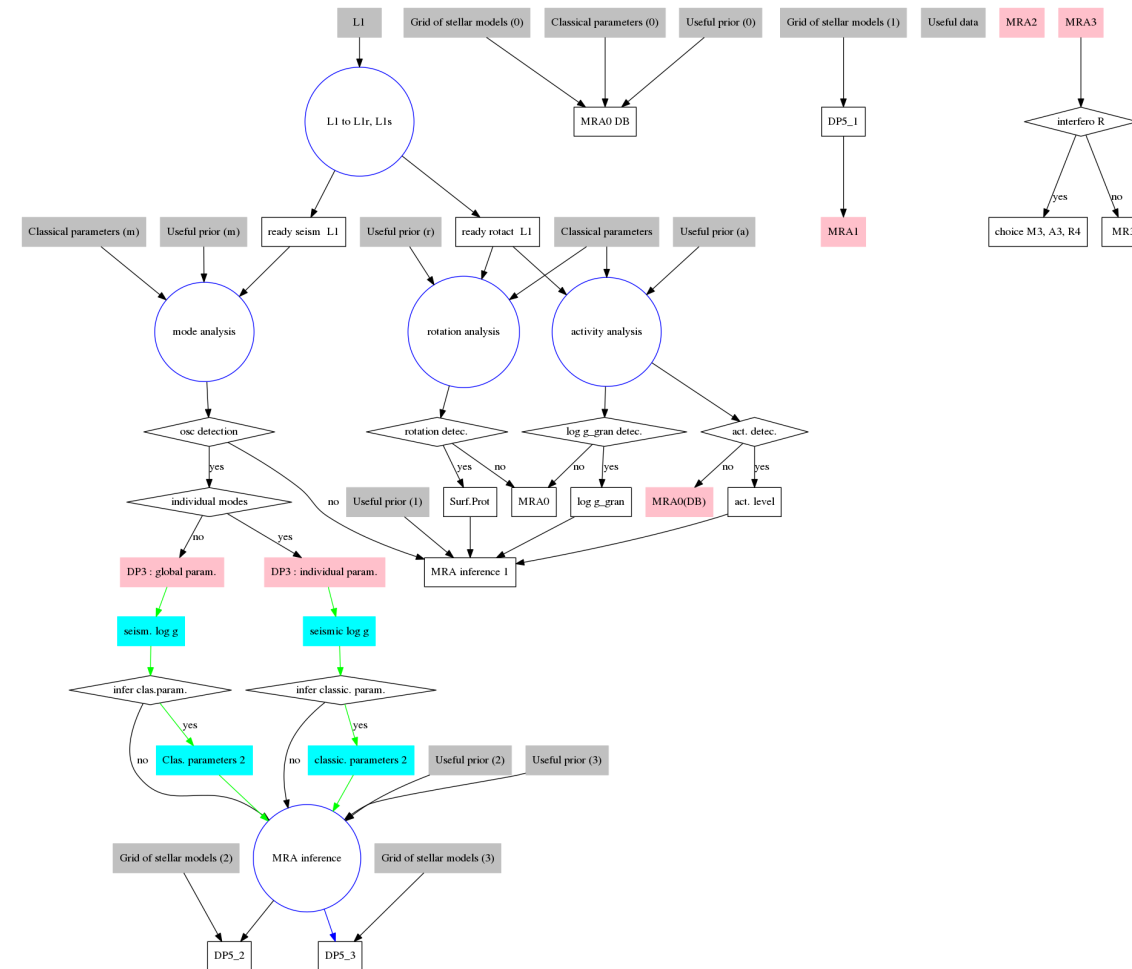 L1
Grid of stellar models (0)
Classical parameters (0)
Useful prior (0)
Grid of stellar models (1)
Useful data
MRA2
MRA3
L1 to L1r, L1s
MRA0 DB
DP5_1
interfero R
yes
no
Classical parameters (m)
Useful prior (m)
ready seism L1
Useful prior (r)
ready rotact L1
Classical parameters
Useful prior (a)
MRA1
choice M3, A3, R4
mode analysis
rotation analysis
activity analysis
osc detection
rotation detec.
log g_gran detec.
act. detec.
yes
yes
no
no
yes
no
yes
individual modes
no
Useful prior (1)
Surf.Prot
MRA0
log g_gran
MRA0(DB)
act. level
no
yes
DP3 : global param.
DP3 : individual param.
MRA inference 1
seism. log g
seismic log g
infer clas.param.
infer classic. param.
yes
yes
no
Clas. parameters 2
no
classic. parameters 2
Useful prior (2)
Useful prior (3)
Grid of stellar models (2)
MRA inference
Grid of stellar models (3)
DP5_2
DP5_3